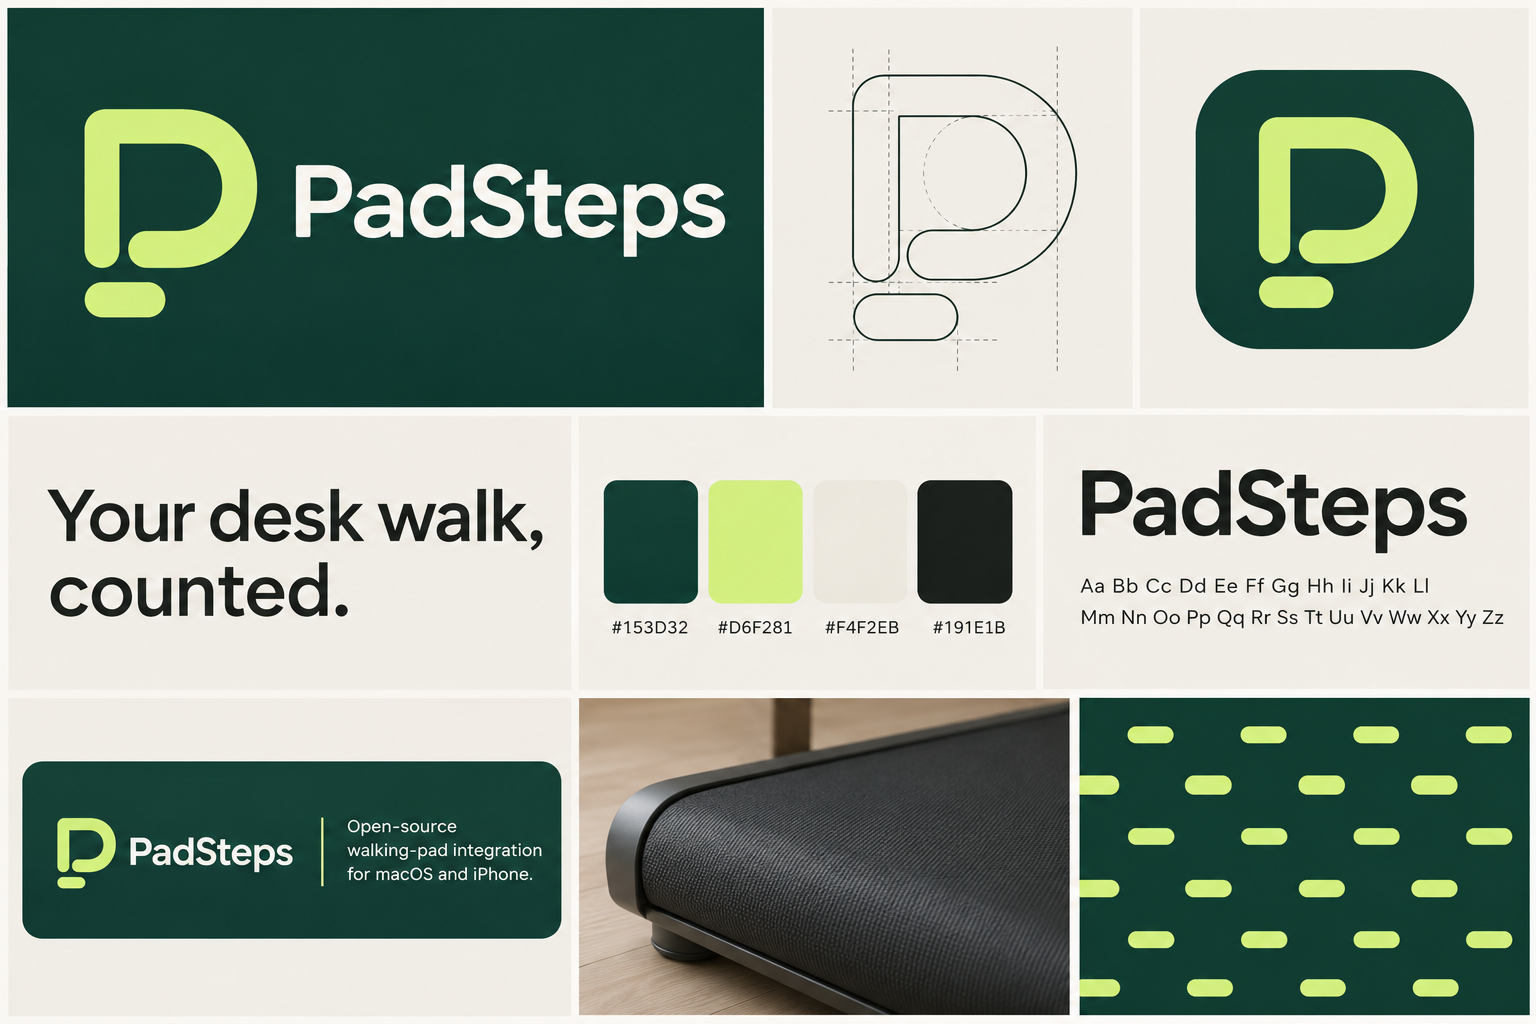 PadSteps
Your desk walk,
counted.
#153D32
#D6F281
#F4F2EB
#191E1B
PadSteps
Aa Bb Cc Dd Ee Ff Gg Hh Ii Jj Kk Ll
Mm Nn Oo Pp Qq Rr Ss Tt Uu Vv Ww Xx Yy Zz
PadSteps
Open-source
walking-pad integration
for macOS and iPhone.